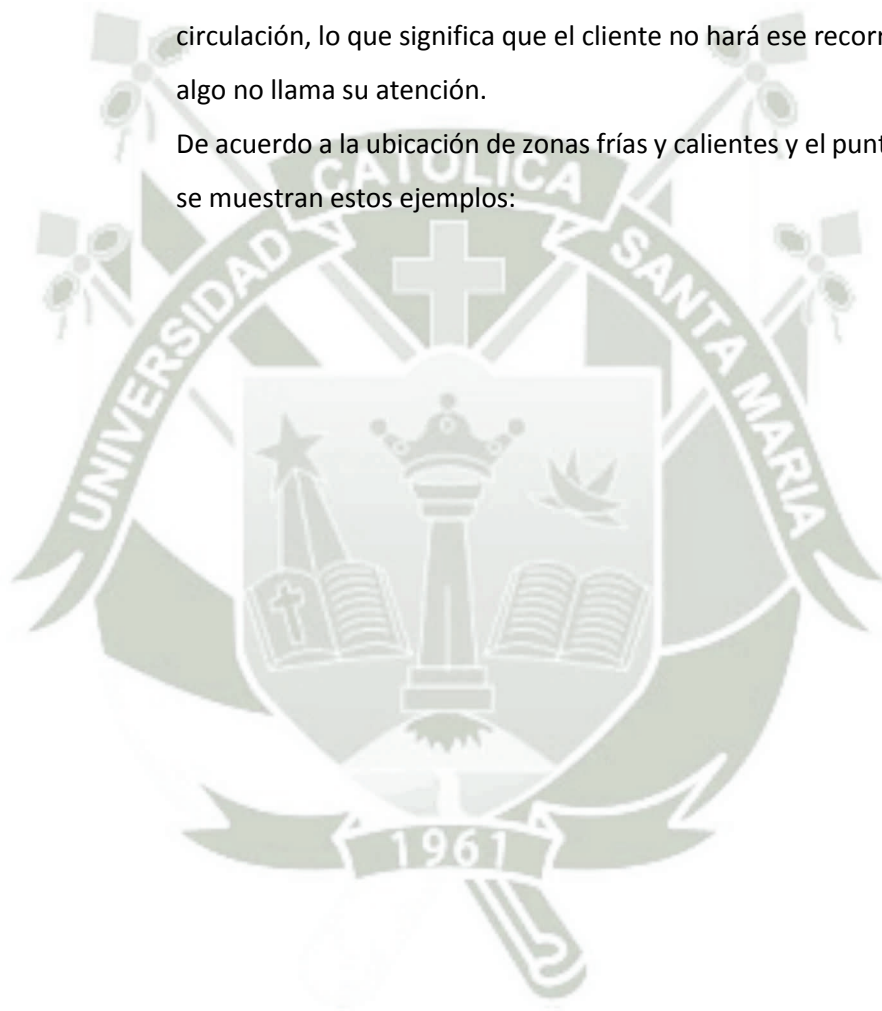 circulación, lo que significa que el cliente no hará ese recor
algo no llama su atención.
De acuerdo a la ubicación de zonas frías y calientes y el punt
se muestran estos ejemplos:
UNIVERSIDAD CATOLICA SANTA MARIA
1961